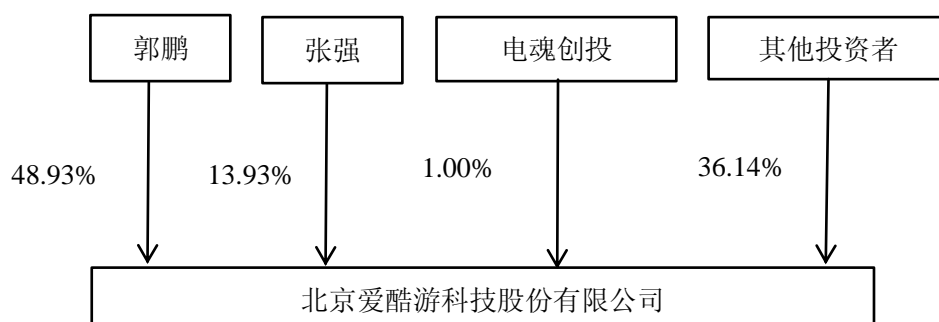 郭鹏
张强
电魂创投
其他投资者
48.93%
13.93%
1.00%
36.14%
北京爱酷游科技股份有限公司